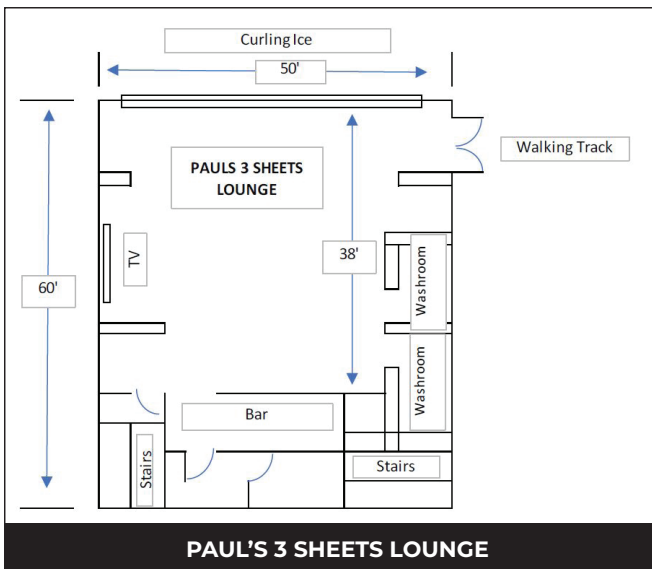 Curling Ice
50'
Walking Track
PAULS 3 SHEETS
LOUNGE
TV
38'
60'
Washroom
Washroom
Bar
Stairs
Stairs
PAUL'S 3 SHEETS LOUNGE